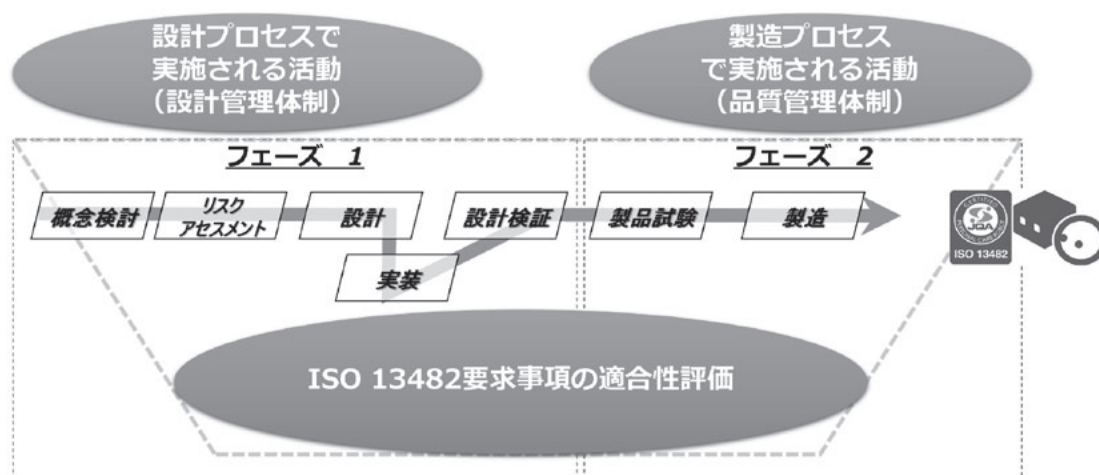 設計プロセスで
実施される活動
（設計管理体制）
製造プロセス
で実施される活動
（品質管理体制）
フェーズ 1
フェーズ 2
概念検討
リスク
アセスメント
設計
実装
設計検証
製品試験
製造
CERTIFIED
JQA
ISO 13482
ISO 13482要求事項の適合性評価